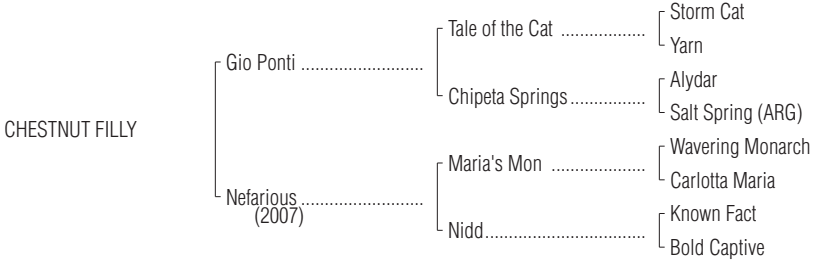 Storm Cat
Tale of the Cat ...................
Yarn
Gio Ponti ...........................
Alydar
Chipeta Springs ................
Salt Spring (ARG)
CHESTNUT FILLY
Wavering Monarch
Maria's Mon .....................
Carlotta Maria
Nefarious ...........................
(2007)
Known Fact
Nidd ...................................
Bold Captive